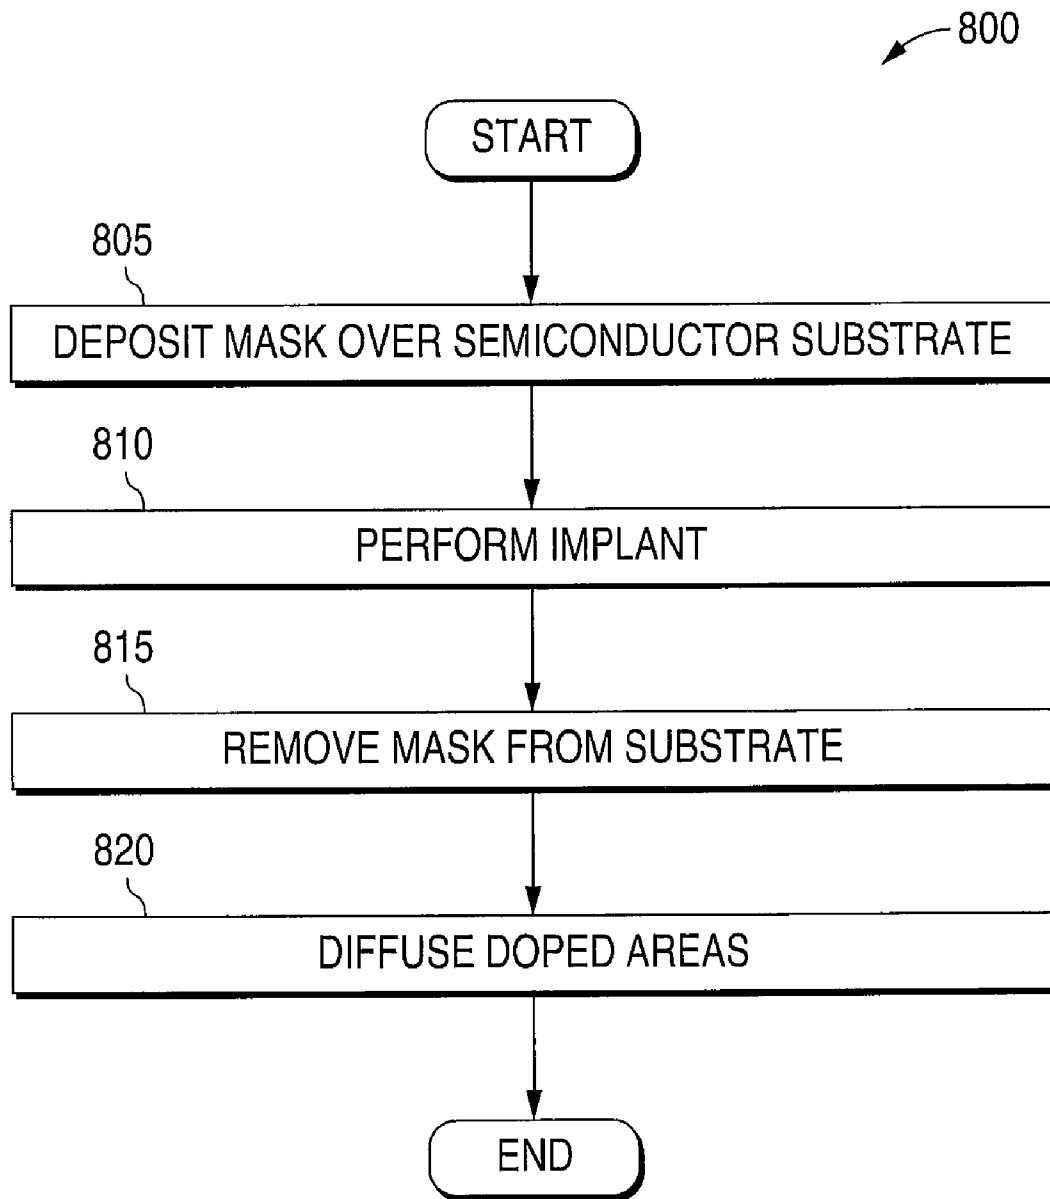 800
START
805
DEPOSIT MASK OVER SEMICONDUCTOR SUBSTRATE
810
PERFORM IMPLANT
815
REMOVE MASK FROM SUBSTRATE
820
DIFFUSE DOPED AREAS
END